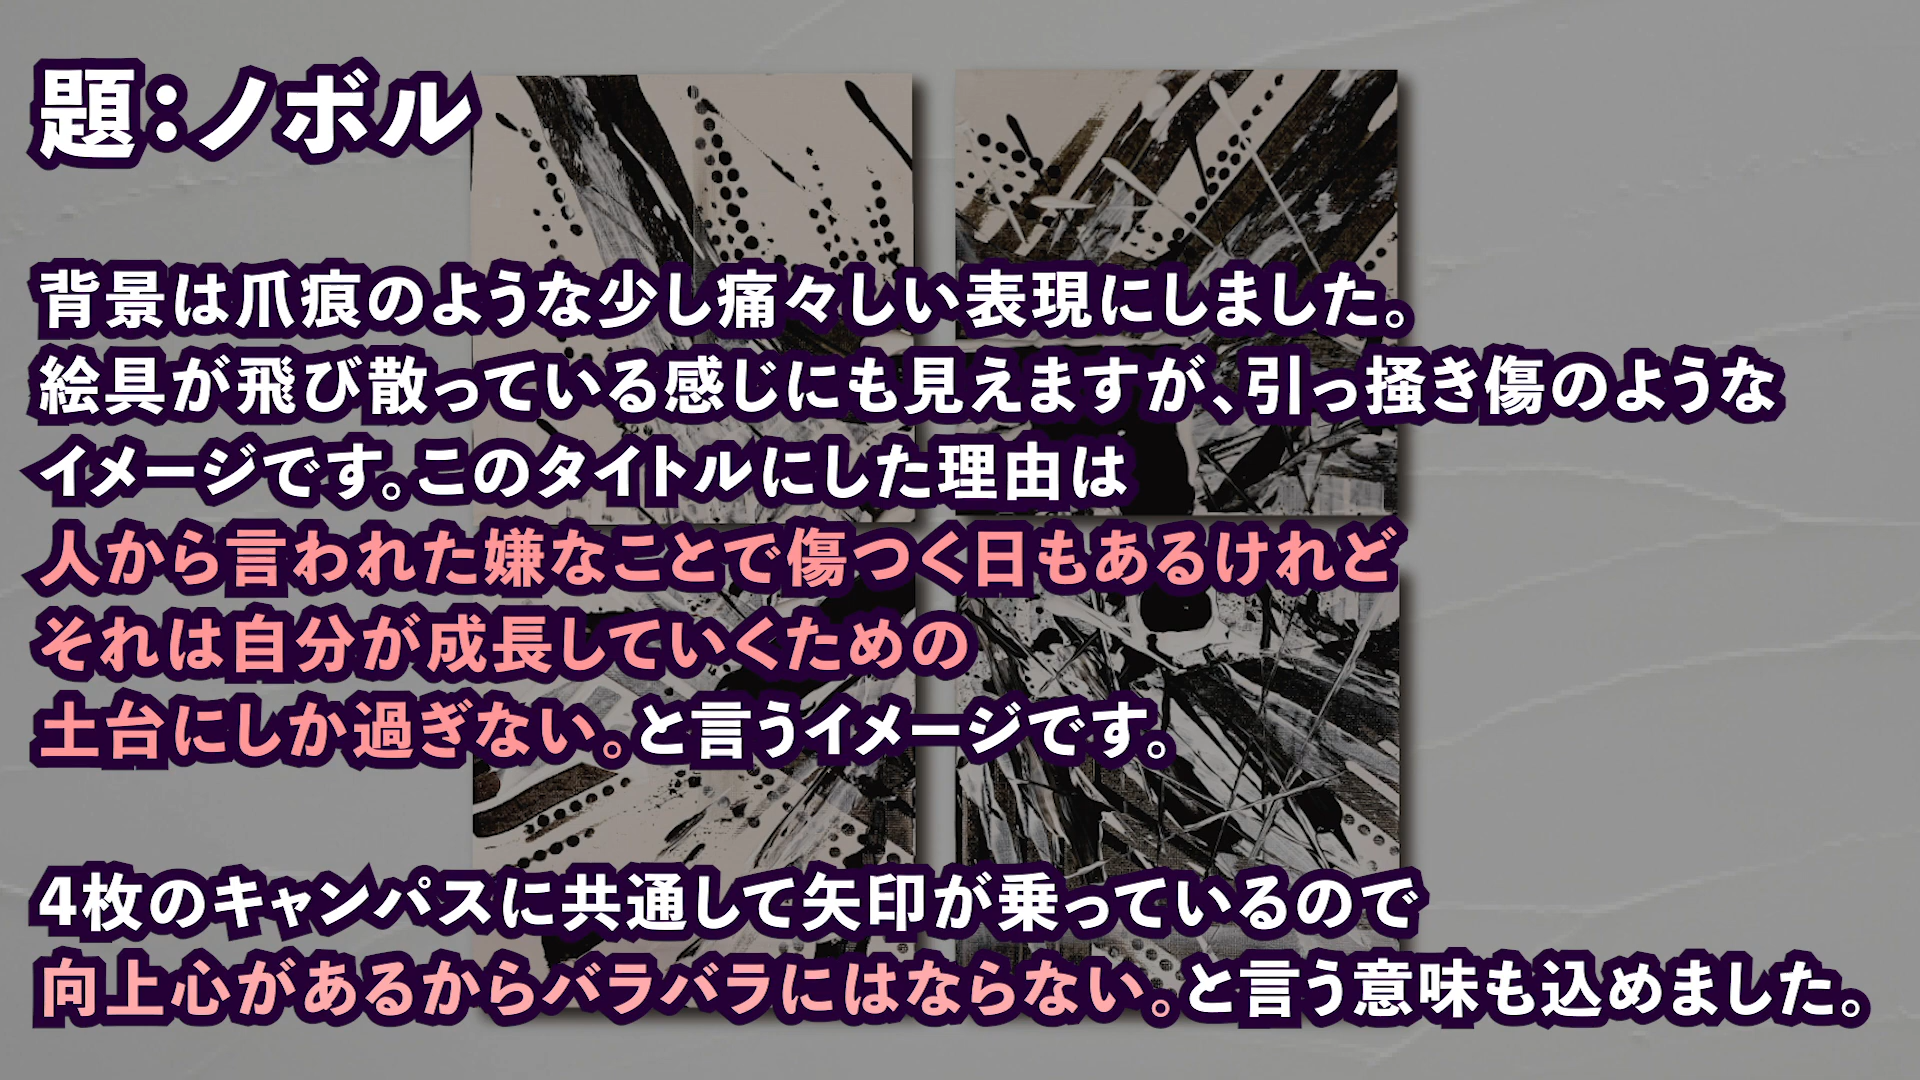 題:ノボル
背景は爪痕のような少し痛々しい表現にしました。
絵具が飛び散っている感じにも見えますが、引っ掻き傷のような
イメージです。このタイトルにした理由は
人から言われた嫌なことで傷つく日もあるけれど
それは自分が成長していくための
土台にしか過ぎない。と言うイメージです。
4枚のキャンパスに共通して矢印が乗っているので
向上心があるからバラバラにはならない。と言う意味も込めました。